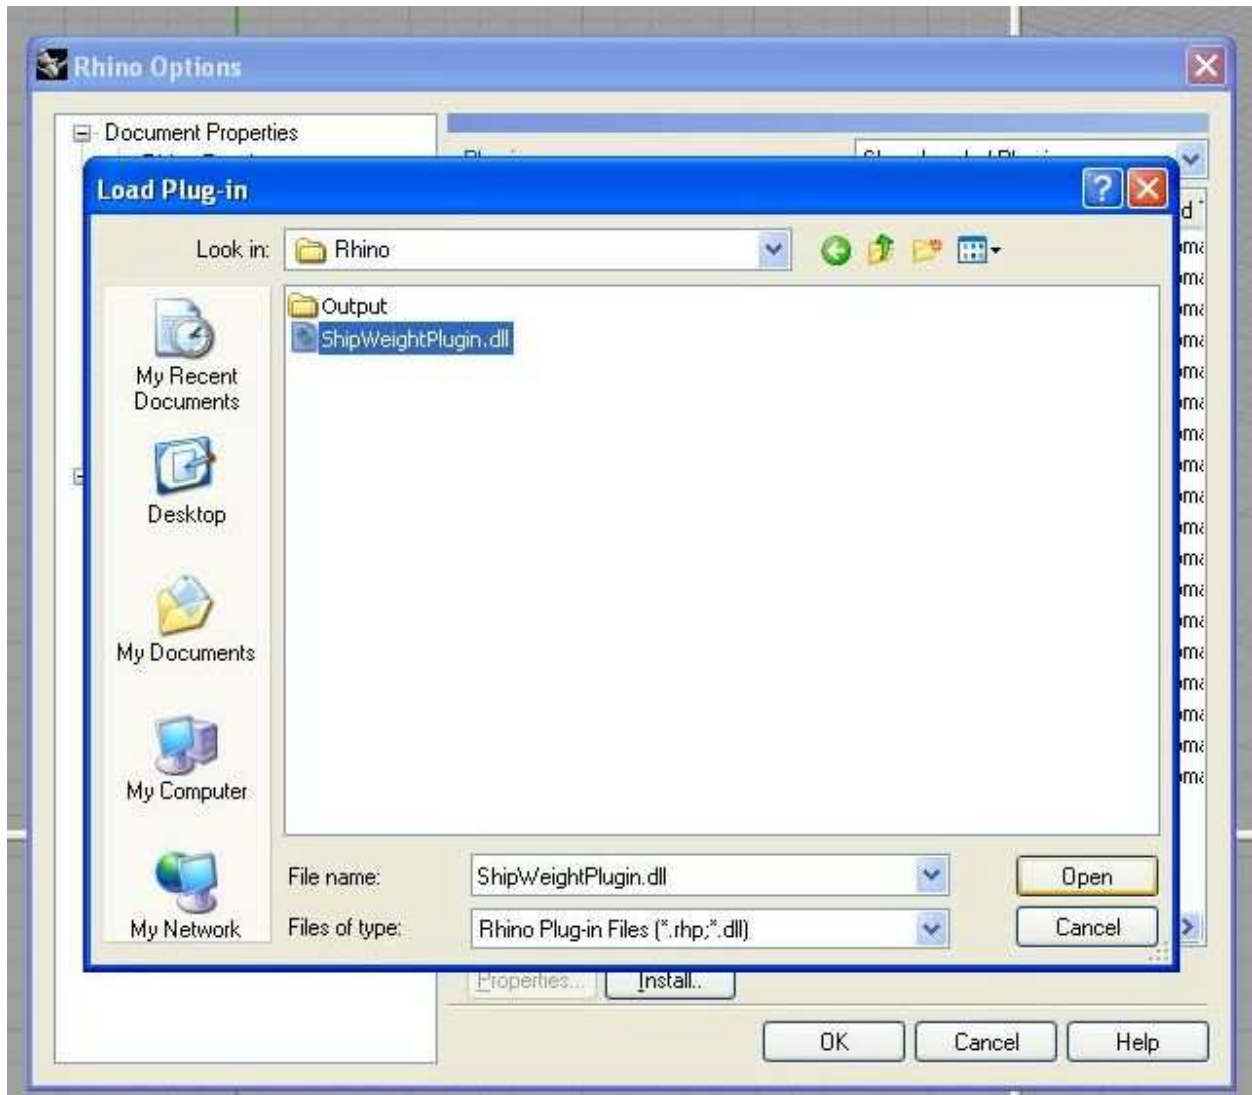 Rhino Options
Document Properties
Load Plug-in
Look in: Rhino
Output
ShipWeightPlugin.dll
My Recent
Documents
Desktop
My Documents
My Computer
My Network
File name: ShipWeightPlugin.dll Open
Files of type: Rhino Plug-in Files (*.rhp;*.dll) Cancel
Properties... Install..
OK Cancel Help